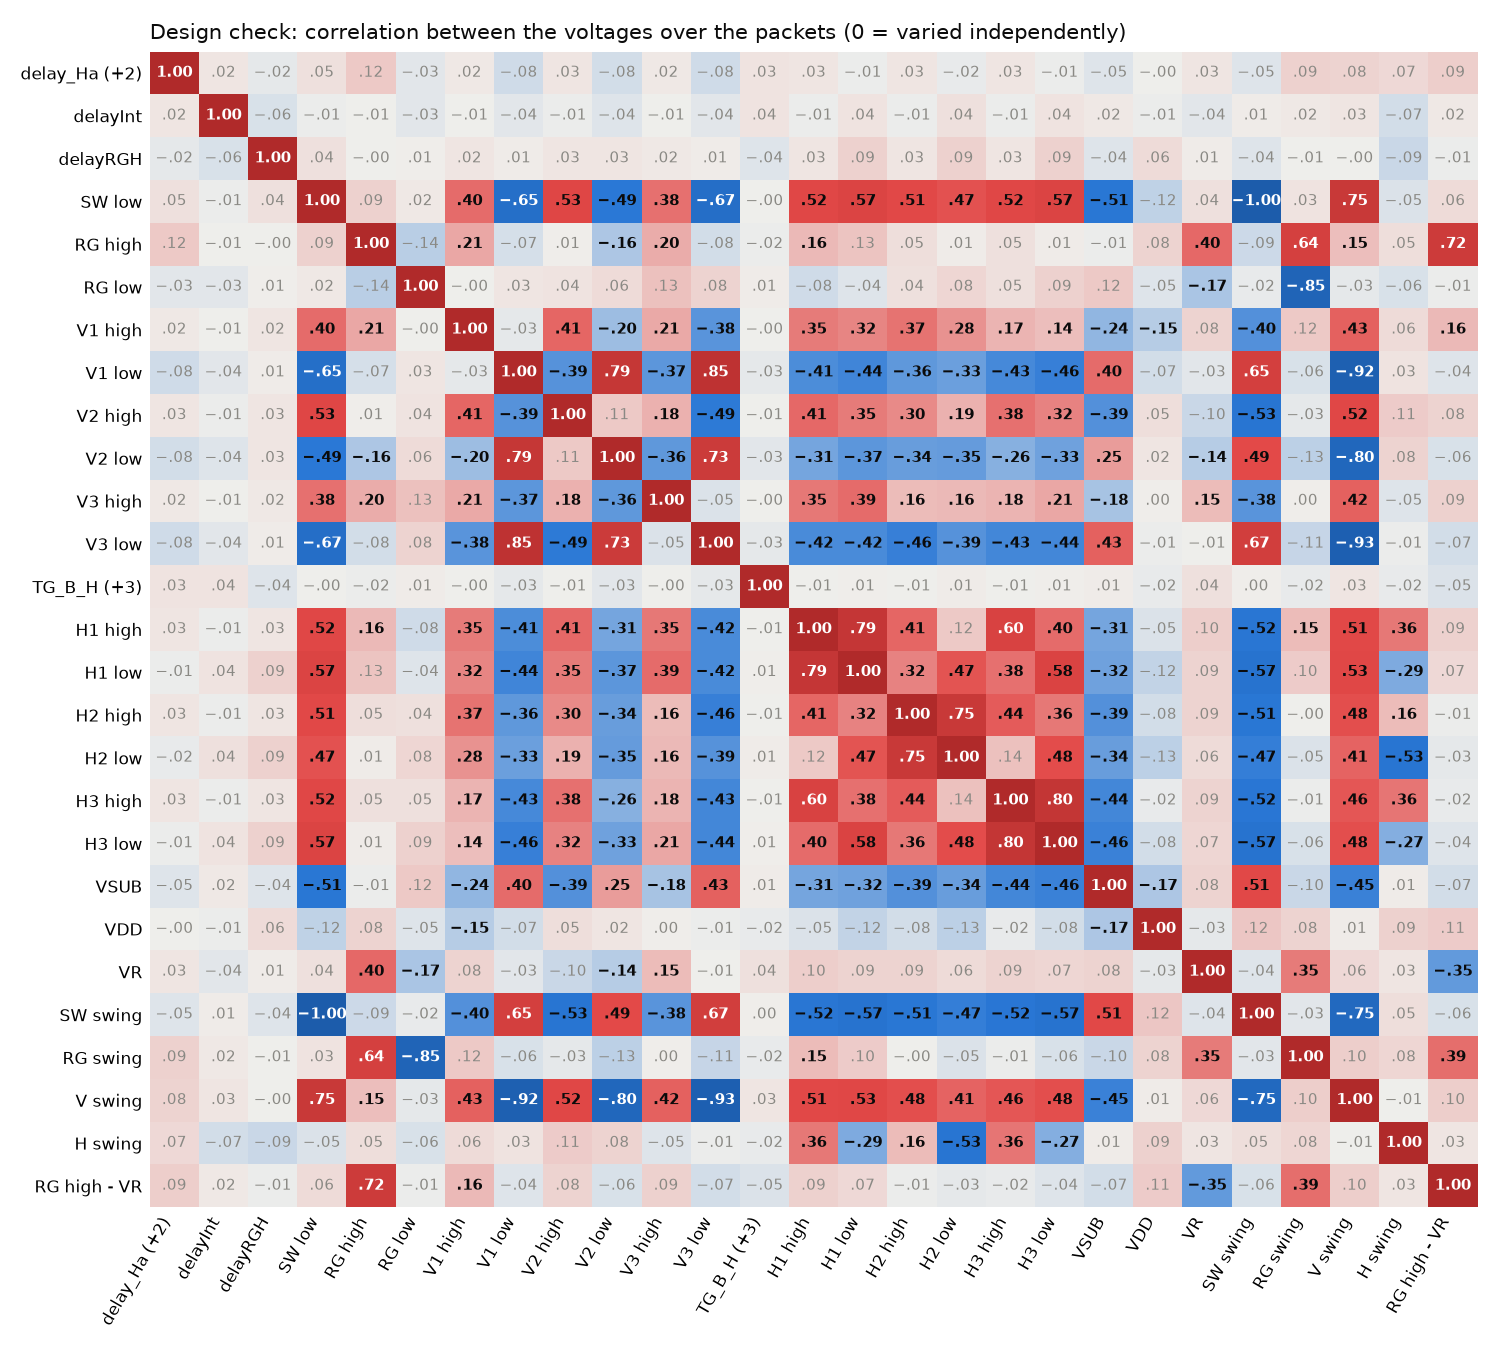 Design check: correlation between the voltages over the packets (0 = varied independently)
delay_Ha (+2) 1.00 .02 −.02 .05 .12 −.03 .02 −.08 .03 −.08 .02 −.08 .03 .03 −.01 .03 −.02 .03 −.01 −.05 −.00 .03 −.05 .09 .08 .07 .09
delayInt .02 1.00 −.06 −.01 −.01 −.03 −.01 −.04 −.01 −.04 −.01 −.04 .04 −.01 .04 −.01 .04 −.01 .04 .02 −.01 −.04 .01 .02 .03 −.07 .02
delayRGH −.02 −.06 1.00 .04 −.00 .01 .02 .01 .03 .03 .02 .01 −.04 .03 .09 .03 .09 .03 .09 −.04 .06 .01 −.04 −.01 −.00 −.09 −.01
SW low .05 −.01 .04 1.00 .09 .02 .40 −.65 .53 −.49 .38 −.67 −.00 .52 .57 .51 .47 .52 .57 −.51 −.12 .04 −1.00 .03 .75 −.05 .06
RG high .12 −.01 −.00 .09 1.00 −.14 .21 −.07 .01 −.16 .20 −.08 −.02 .16 .13 .05 .01 .05 .01 −.01 .08 .40 −.09 .64 .15 .05 .72
RG low −.03 −.03 .01 .02 −.14 1.00 −.00 .03 .04 .06 .13 .08 .01 −.08 −.04 .04 .08 .05 .09 .12 −.05 −.17 −.02 −.85 −.03 −.06 −.01
V1 high .02 −.01 .02 .40 .21 −.00 1.00 −.03 .41 −.20 .21 −.38 −.00 .35 .32 .37 .28 .17 .14 −.24 −.15 .08 −.40 .12 .43 .06 .16
V1 low −.08 −.04 .01 −.65 −.07 .03 −.03 1.00 −.39 .79 −.37 .85 −.03 −.41 −.44 −.36 −.33 −.43 −.46 .40 −.07 −.03 .65 −.06 −.92 .03 −.04
V2 high .03 −.01 .03 .53 .01 .04 .41 −.39 1.00 .11 .18 −.49 −.01 .41 .35 .30 .19 .38 .32 −.39 .05 −.10 −.53 −.03 .52 .11 .08
V2 low −.08 −.04 .03 −.49 −.16 .06 −.20 .79 .11 1.00 −.36 .73 −.03 −.31 −.37 −.34 −.35 −.26 −.33 .25 .02 −.14 .49 −.13 −.80 .08 −.06
V3 high .02 −.01 .02 .38 .20 .13 .21 −.37 .18 −.36 1.00 −.05 −.00 .35 .39 .16 .16 .18 .21 −.18 .00 .15 −.38 .00 .42 −.05 .09
V3 low −.08 −.04 .01 −.67 −.08 .08 −.38 .85 −.49 .73 −.05 1.00 −.03 −.42 −.42 −.46 −.39 −.43 −.44 .43 −.01 −.01 .67 −.11 −.93 −.01 −.07
TG_B_H (+3) .03 .04 −.04 −.00 −.02 .01 −.00 −.03 −.01 −.03 −.00 −.03 1.00 −.01 .01 −.01 .01 −.01 .01 .01 −.02 .04 .00 −.02 .03 −.02 −.05
H1 high .03 −.01 .03 .52 .16 −.08 .35 −.41 .41 −.31 .35 −.42 −.01 1.00 .79 .41 .12 .60 .40 −.31 −.05 .10 −.52 .15 .51 .36 .09
H1 low −.01 .04 .09 .57 .13 −.04 .32 −.44 .35 −.37 .39 −.42 .01 .79 1.00 .32 .47 .38 .58 −.32 −.12 .09 −.57 .10 .53 −.29 .07
H2 high .03 −.01 .03 .51 .05 .04 .37 −.36 .30 −.34 .16 −.46 −.01 .41 .32 1.00 .75 .44 .36 −.39 −.08 .09 −.51 −.00 .48 .16 −.01
H2 low −.02 .04 .09 .47 .01 .08 .28 −.33 .19 −.35 .16 −.39 .01 .12 .47 .75 1.00 .14 .48 −.34 −.13 .06 −.47 −.05 .41 −.53 −.03
H3 high .03 −.01 .03 .52 .05 .05 .17 −.43 .38 −.26 .18 −.43 −.01 .60 .38 .44 .14 1.00 .80 −.44 −.02 .09 −.52 −.01 .46 .36 −.02
H3 low −.01 .04 .09 .57 .01 .09 .14 −.46 .32 −.33 .21 −.44 .01 .40 .58 .36 .48 .80 1.00 −.46 −.08 .07 −.57 −.06 .48 −.27 −.04
VSUB −.05 .02 −.04 −.51 −.01 .12 −.24 .40 −.39 .25 −.18 .43 .01 −.31 −.32 −.39 −.34 −.44 −.46 1.00 −.17 .08 .51 −.10 −.45 .01 −.07
VDD −.00 −.01 .06 −.12 .08 −.05 −.15 −.07 .05 .02 .00 −.01 −.02 −.05 −.12 −.08 −.13 −.02 −.08 −.17 1.00 −.03 .12 .08 .01 .09 .11
VR .03 −.04 .01 .04 .40 −.17 .08 −.03 −.10 −.14 .15 −.01 .04 .10 .09 .09 .06 .09 .07 .08 −.03 1.00 −.04 .35 .06 .03 −.35
SW swing −.05 .01 −.04 −1.00 −.09 −.02 −.40 .65 −.53 .49 −.38 .67 .00 −.52 −.57 −.51 −.47 −.52 −.57 .51 .12 −.04 1.00 −.03 −.75 .05 −.06
RG swing .09 .02 −.01 .03 .64 −.85 .12 −.06 −.03 −.13 .00 −.11 −.02 .15 .10 −.00 −.05 −.01 −.06 −.10 .08 .35 −.03 1.00 .10 .08 .39
V swing .08 .03 −.00 .75 .15 −.03 .43 −.92 .52 −.80 .42 −.93 .03 .51 .53 .48 .41 .46 .48 −.45 .01 .06 −.75 .10 1.00 −.01 .10
H swing .07 −.07 −.09 −.05 .05 −.06 .06 .03 .11 .08 −.05 −.01 −.02 .36 −.29 .16 −.53 .36 −.27 .01 .09 .03 .05 .08 −.01 1.00 .03
RG high - VR .09 .02 −.01 .06 .72 −.01 .16 −.04 .08 −.06 .09 −.07 −.05 .09 .07 −.01 −.03 −.02 −.04 −.07 .11 −.35 −.06 .39 .10 .03 1.00
delay_Ha (+2) delayInt delayRGH SW low RG high RG low V1 high V1 low V2 high V2 low V3 high V3 low TG_B_H (+3) H1 high H1 low H2 high H2 low H3 high H3 low VSUB VDD VR SW swing RG swing V swing H swing RG high - VR